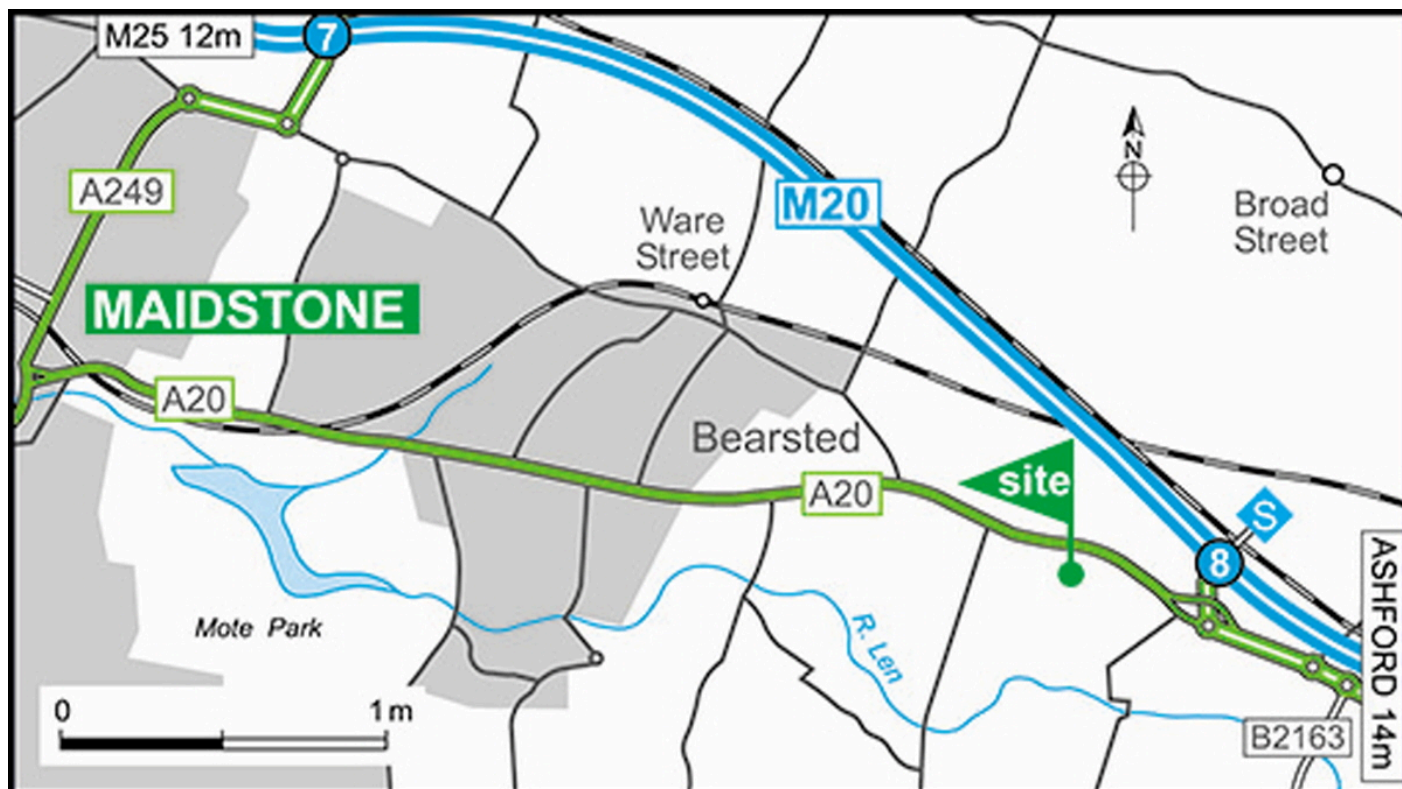 M25 12m
7
A249
M20
N
Ware
Street
Broad
Street
MAIDSTONE
A20
Bearsted
site
A20
S
8
Mote Park
R. Len
ASHFORD 14m
0
1m
B2163